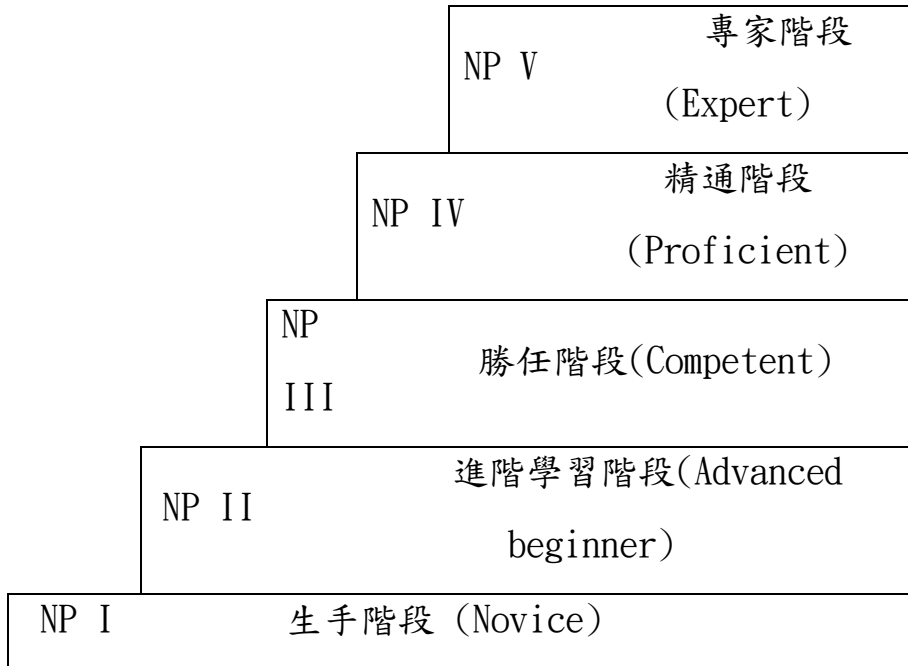 專家階段
NP V
(Expert)
精通階段
NP IV
(Proficient)
NP
勝任階段(Competent)
III
進階學習階段(Advanced
NP II
beginner)
NP I 生手階段 (Novice)